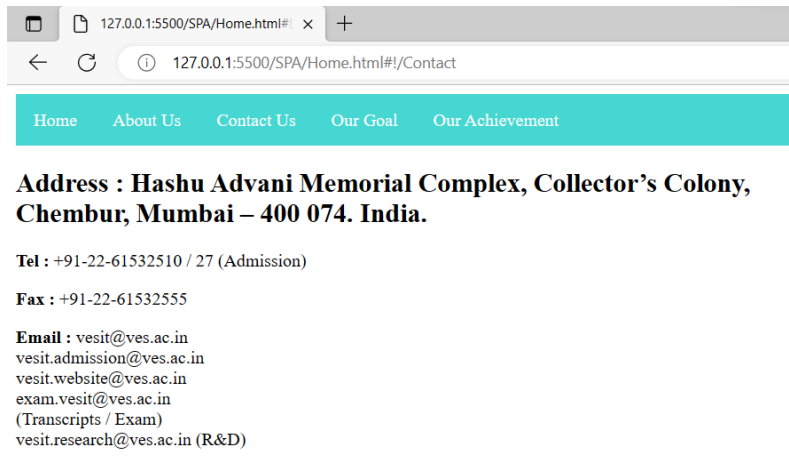 127.0.0.1:5500/SPA/Home.html#!
127.0.0.1:5500/SPA/Home.html#!/Contact
Home About Us Contact Us Our Goal Our Achievement
Address : Hashu Advani Memorial Complex, Collector’s Colony,
Chembur, Mumbai – 400 074. India.
Tel : +91-22-61532510 / 27 (Admission)
Fax : +91-22-61532555
Email : vesit@ves.ac.in
vesit.admission@ves.ac.in
vesit.website@ves.ac.in
exam.vesit@ves.ac.in
(Transcripts / Exam)
vesit.research@ves.ac.in (R&D)